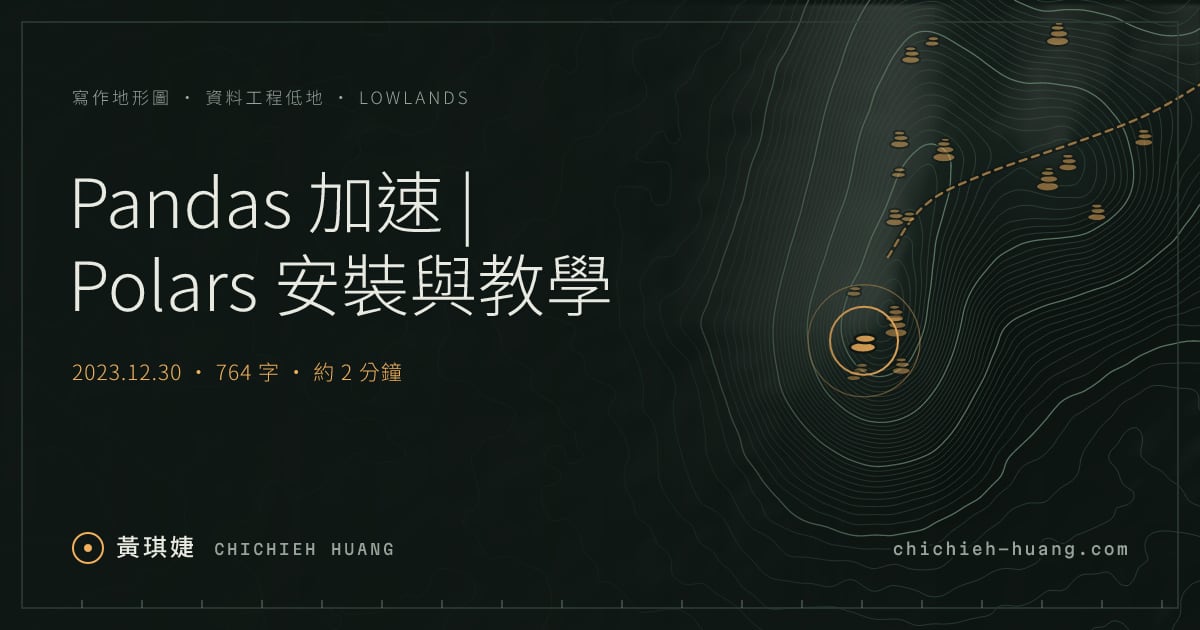 寫作地形圖 · 資料工程低地 · LOWLANDS
Pandas 加速 |
Polars 安裝與教學
2023.12.30 · 764 字 · 約 2 分鐘
黃琪婕 CHICHIEH HUANG
chichieh-huang.com